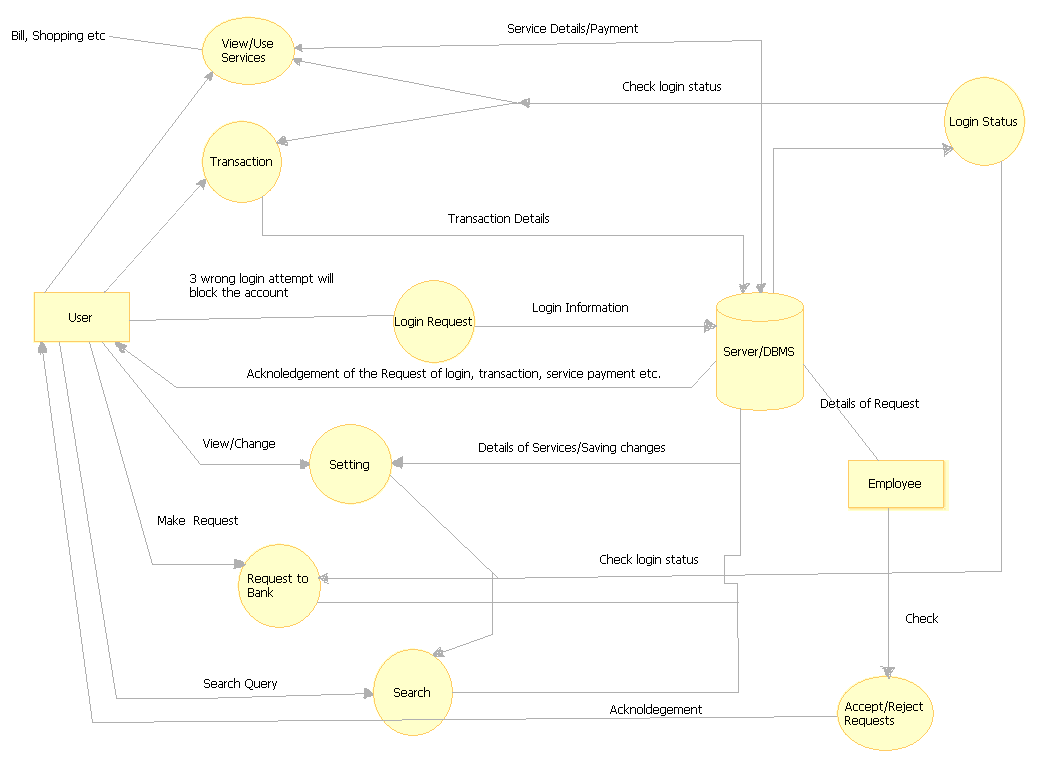 Service Details/Payment
Bill, Shopping etc
View/Use
Services
Check login status
Login Status
Transaction
Transaction Details
3 wrong login attempt will
block the account
Login Information
User
Login Request
Server/DBMS
Acknoledgement of the Request of login, transaction, service payment etc.
Details of Request
View/Change
Details of Services/Saving changes
Setting
Employee
Make  Request
Check login status
Request to
Bank
Check
Search Query
Search
Acknoldegement
Accept/Reject
Requests